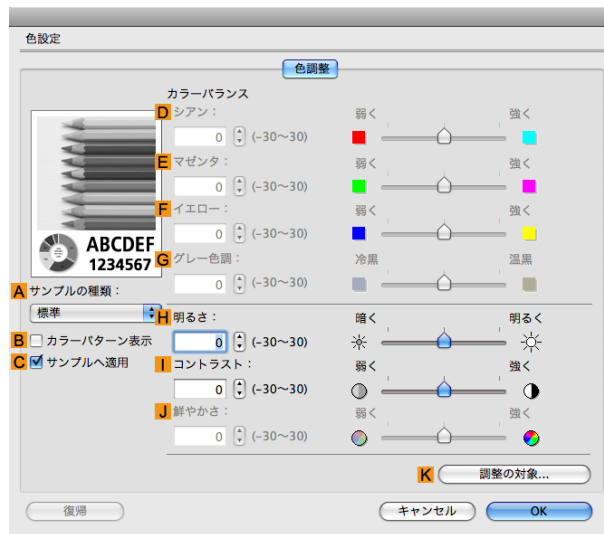 色設定
色調整
カラーバランス
D シアン：
弱く 強く
0 (-30～30)
E マゼンタ：
弱く 強く
0 (-30～30)
F イエロー：
弱く 強く
0 (-30～30)
ABCDEF
1234567
G グレー色調：
冷黒 温黒
0 (-30～30)
A サンプルの種類：
標準
H 明るさ：
暗く 明るく
0 (-30～30)
B カラーパターン表示
C サンプルへ適用
I コントラスト：
弱く 強く
0 (-30～30)
J 鮮やかさ：
弱く 強く
0 (-30～30)
K 調整の対象...
復帰 キャンセル OK